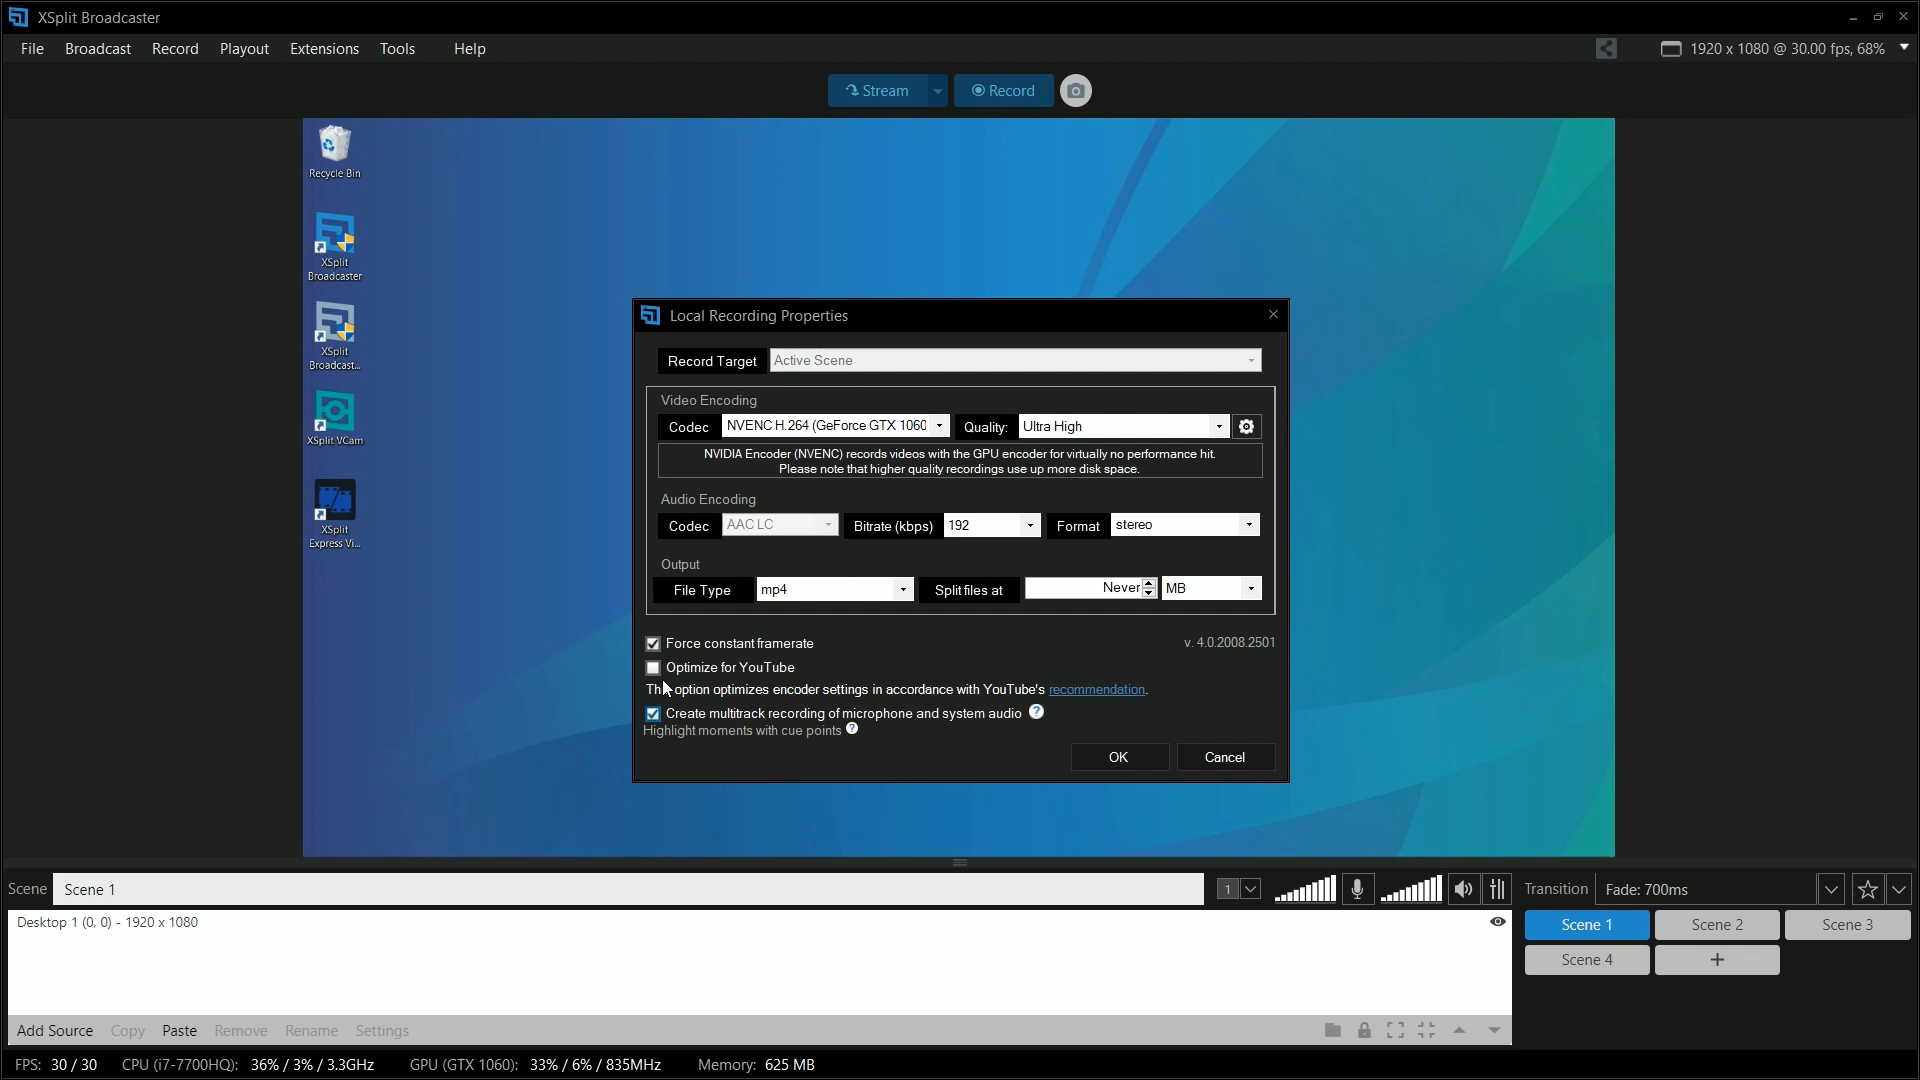 XSplit Broadcaster
File Broadcast Record Playout Extensions Tools Help
1920 x 1080 @ 30.00 fps, 68%
Stream Record
Recycle Bin
XSplit
Broadcaster
XSplit
Broadcast...
XSplit VCam
XSplit
Express Vi...
Local Recording Properties
Record Target Active Scene
Video Encoding
Codec NVENC H.264 (GeForce GTX 1060 Quality: Ultra High
NVIDIA Encoder (NVENC) records videos with the GPU encoder for virtually no performance hit.
Please note that higher quality recordings use up more disk space.
Audio Encoding
Codec AAC LC Bitrate (kbps) 192 Format stereo
Output
File Type mp4 Split files at Never MB
Force constant framerate v. 4.0.2008.2501
Optimize for YouTube
Th option optimizes encoder settings in accordance with YouTube's recommendation.
Create multitrack recording of microphone and system audio ?
Highlight moments with cue points ?
OK Cancel
Scene Scene 1 1 Transition Fade: 700ms
Desktop 1 (0, 0) - 1920 x 1080
Scene 1 Scene 2 Scene 3
Scene 4 +
Add Source Copy Paste Remove Rename Settings
FPS: 30 / 30 CPU (i7-7700HQ): 36% / 3% / 3.3GHz GPU (GTX 1060): 33% / 6% / 835MHz Memory: 625 MB